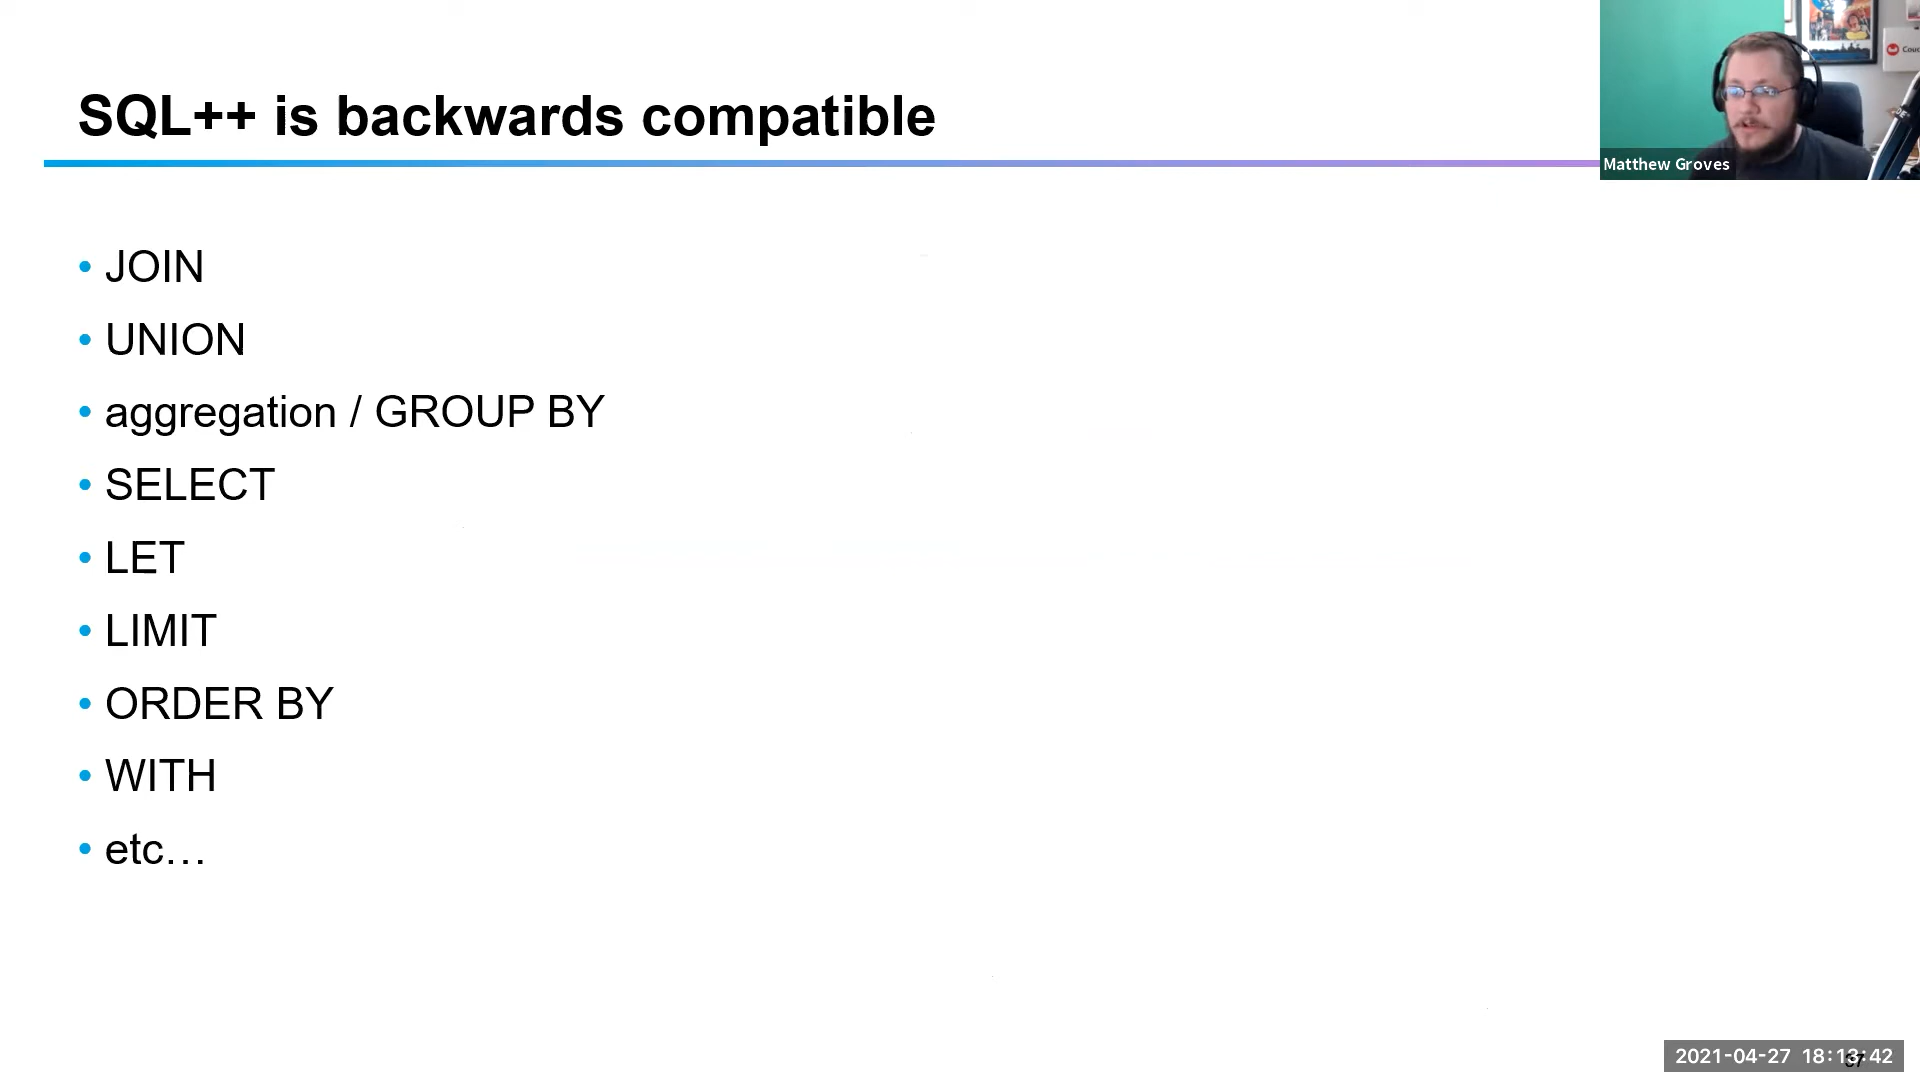 SQL++ is backwards compatible
Matthew Groves
• JOIN
• UNION
• aggregation / GROUP BY
• SELECT
• LET
• LIMIT
• ORDER BY
• WITH
• etc…
2021-04-27 18:13:42